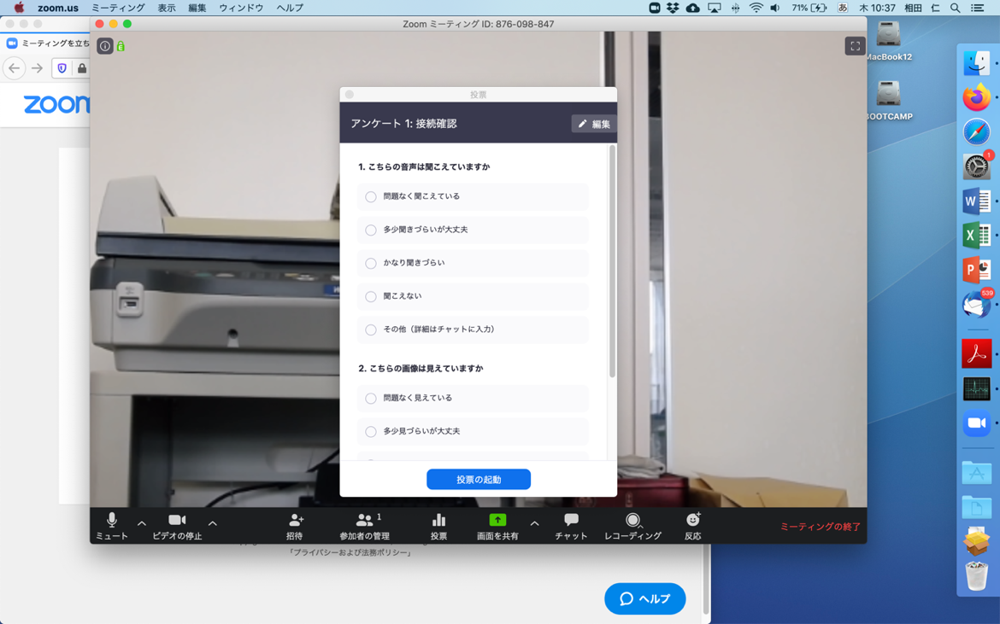 zoom.us ミーティング 表示 編集 ウィンドウ ヘルプ 71% あ 木 10:37 相田 仁
Zoom ミーティング ID: 876-098-847
ミーティングを立ち
zoom
MacBook12
BOOTCAMP
投票
アンケート 1: 接続確認
編集
1. こちらの音声は聞こえていますか
問題なく聞こえている
多少聞きづらいが大丈夫
かなり聞きづらい
聞こえない
その他（詳細はチャットに入力）
2. こちらの画像は見えていますか
問題なく見えている
多少見づらいが大丈夫
投票の起動
1
539
1
ミュート ビデオの停止 招待 参加者の管理 投票 画面を共有 チャット レコーディング 反応 ミーティングの終了
「プライバシーおよび法務ポリシー」
ヘルプ